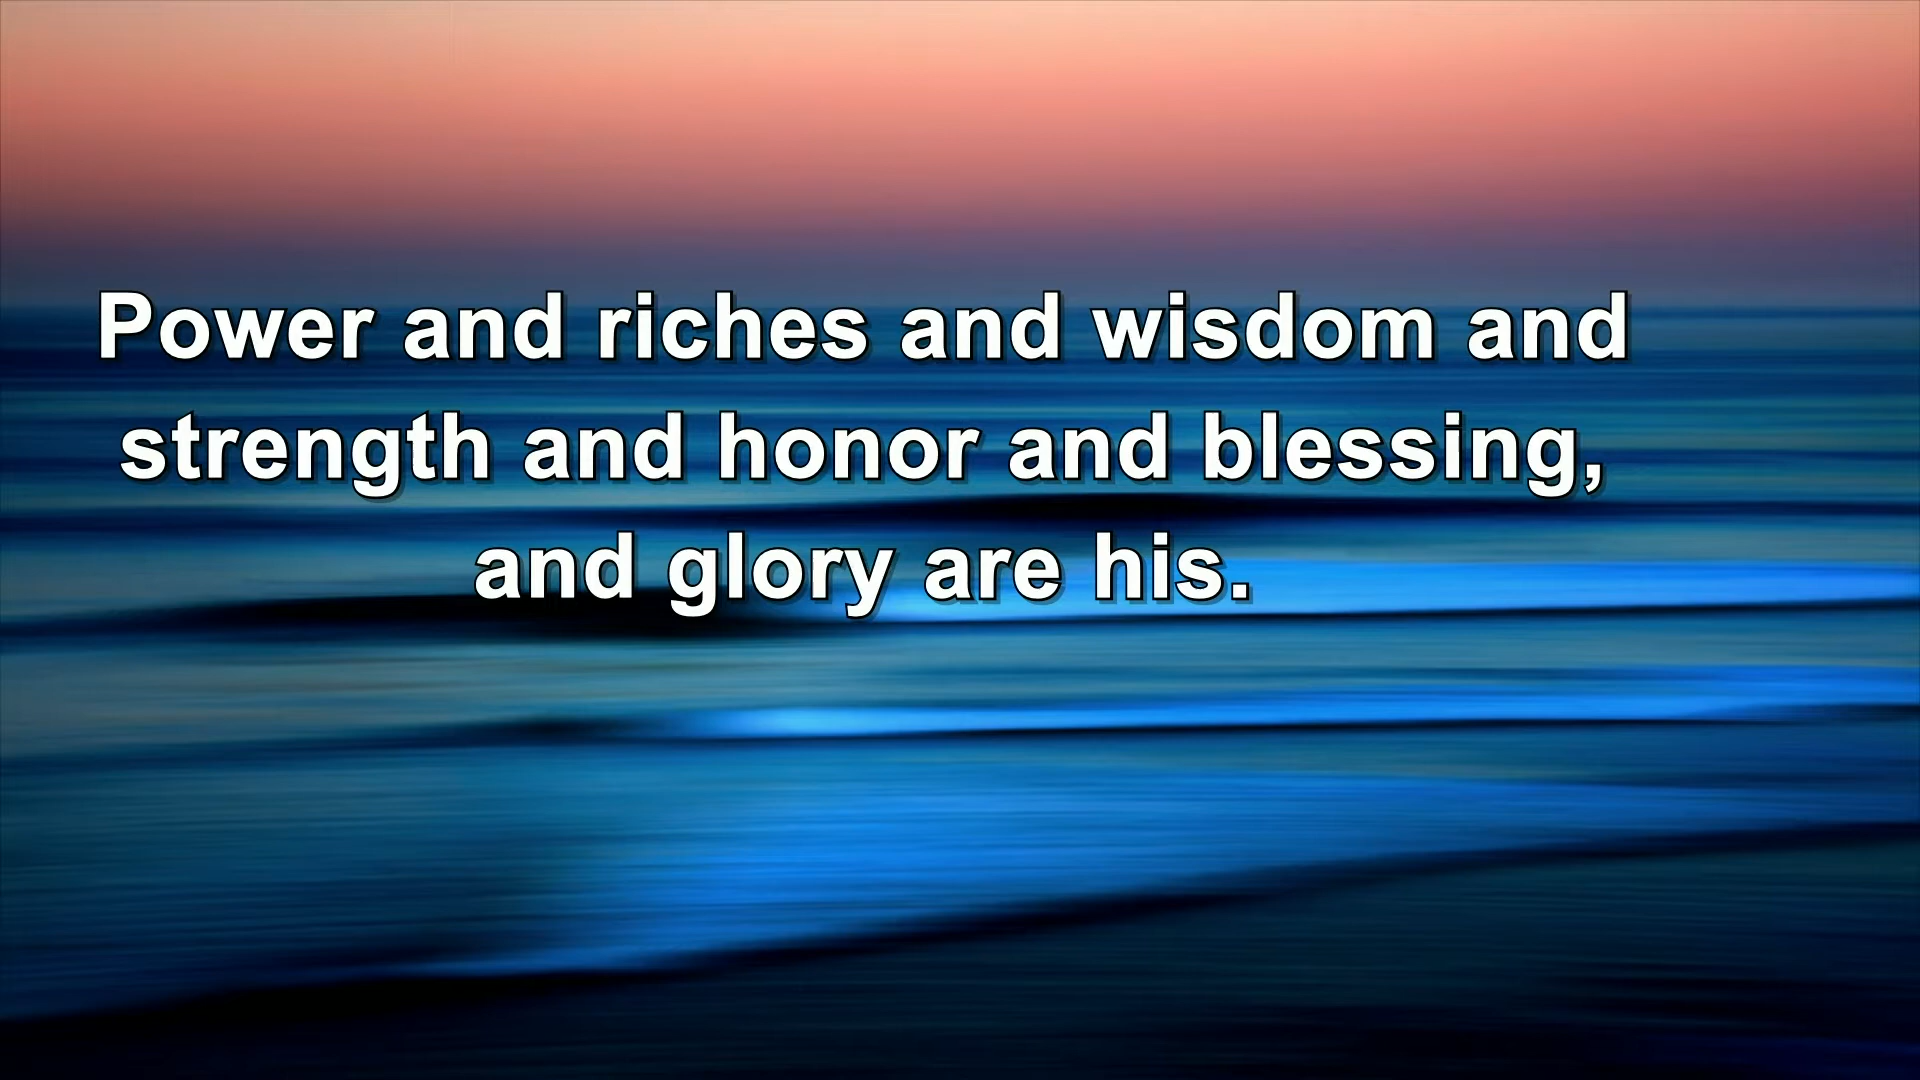 Power and riches and wisdom and
strength and honor and blessing,
and glory are his.